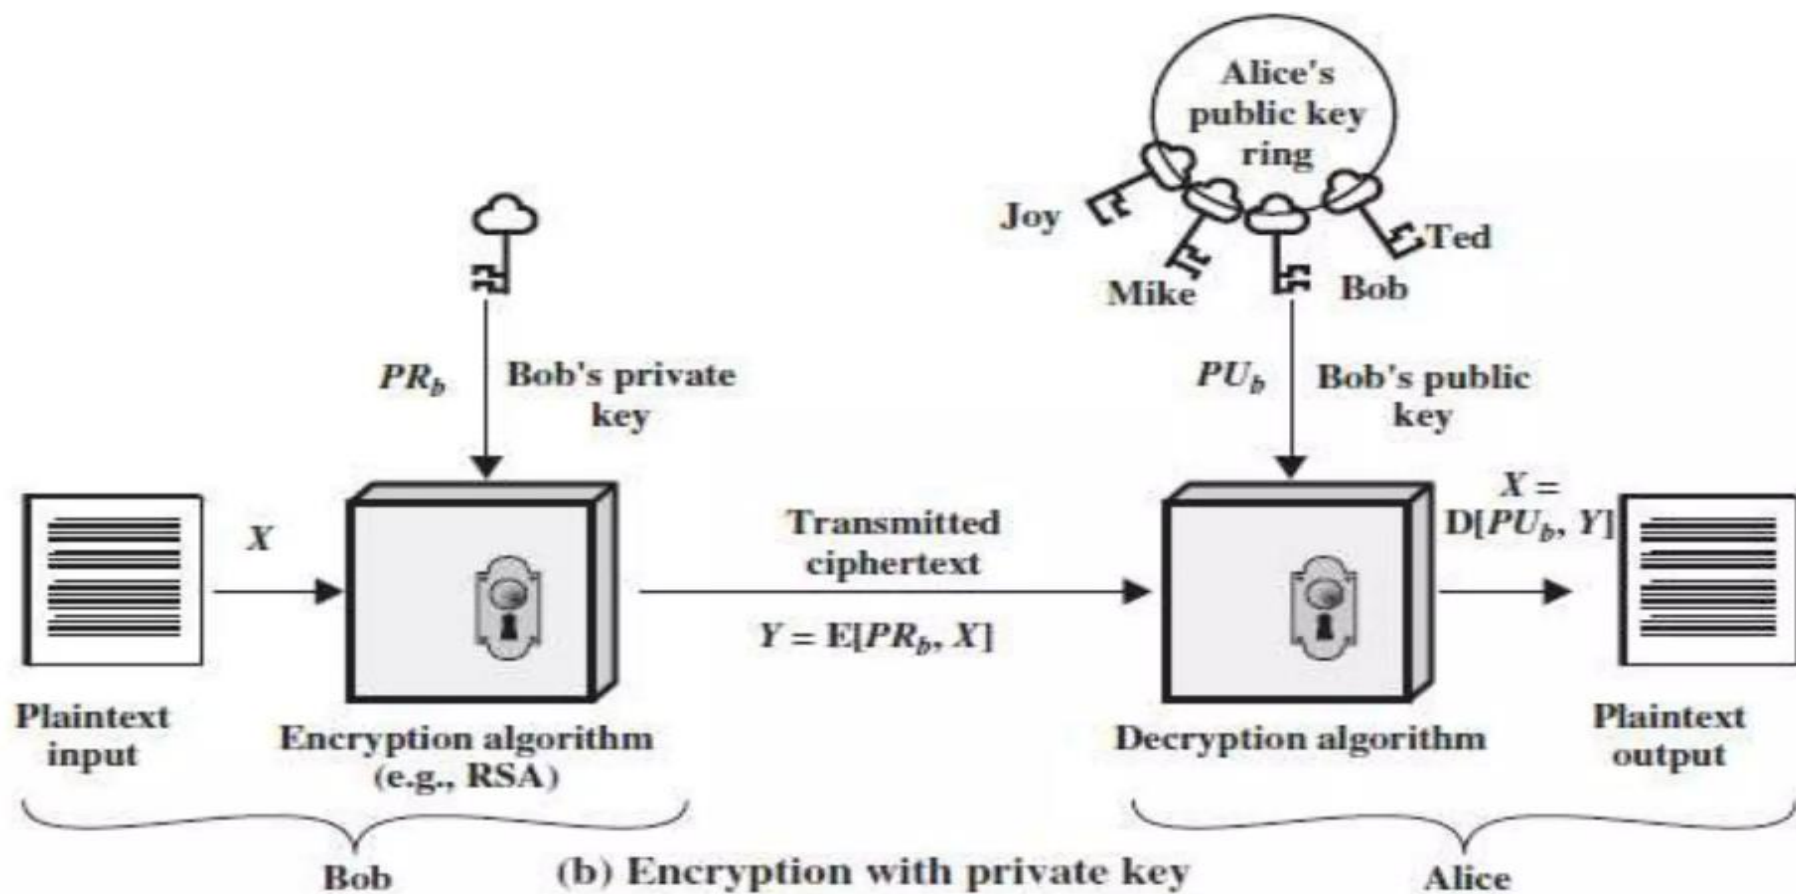 Alice's
public key
ring
Joy
Mike
Bob
Ted
PR_b
Bob's private
key
PU_b
Bob's public
key
X
Transmitted
ciphertext
Y = E[PR_b, X]
X =
D[PU_b, Y]
Plaintext
input
Encryption algorithm
(e.g., RSA)
Decryption algorithm
Plaintext
output
Bob
(b) Encryption with private key
Alice